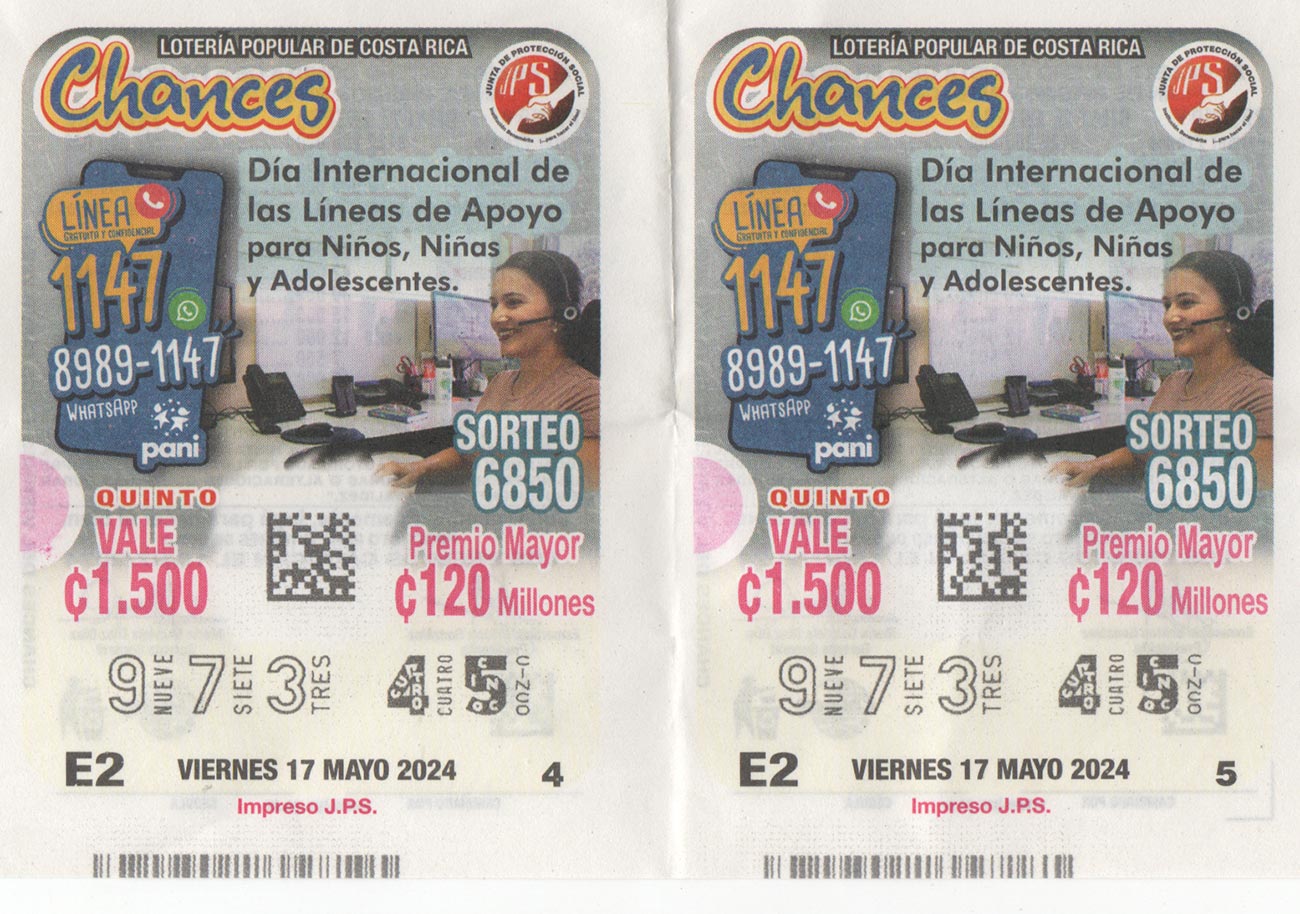 LOTERÍA POPULAR DE COSTA RICA
Chances
JUNTA DE PROTECCIÓN SOCIAL
JPS
Día Internacional de
las Líneas de Apoyo
para Niños, Niñas
y Adolescentes.
LÍNEA
GRATUITA Y CONFIDENCIAL
1147
8989-1147
WHATSAPP
pani
SORTEO
6850
QUINTO
VALE
₡1.500
Premio Mayor
₡120 Millones
9 NUEVE 7 SIETE 3 TRES 4 CUATRO 5 CINCO
E2 VIERNES 17 MAYO 2024 4
Impreso J.P.S.
LOTERÍA POPULAR DE COSTA RICA
Chances
JUNTA DE PROTECCIÓN SOCIAL
JPS
Día Internacional de
las Líneas de Apoyo
para Niños, Niñas
y Adolescentes.
LÍNEA
GRATUITA Y CONFIDENCIAL
1147
8989-1147
WHATSAPP
pani
SORTEO
6850
QUINTO
VALE
₡1.500
Premio Mayor
₡120 Millones
9 NUEVE 7 SIETE 3 TRES 4 CUATRO 5 CINCO
E2 VIERNES 17 MAYO 2024 5
Impreso J.P.S.